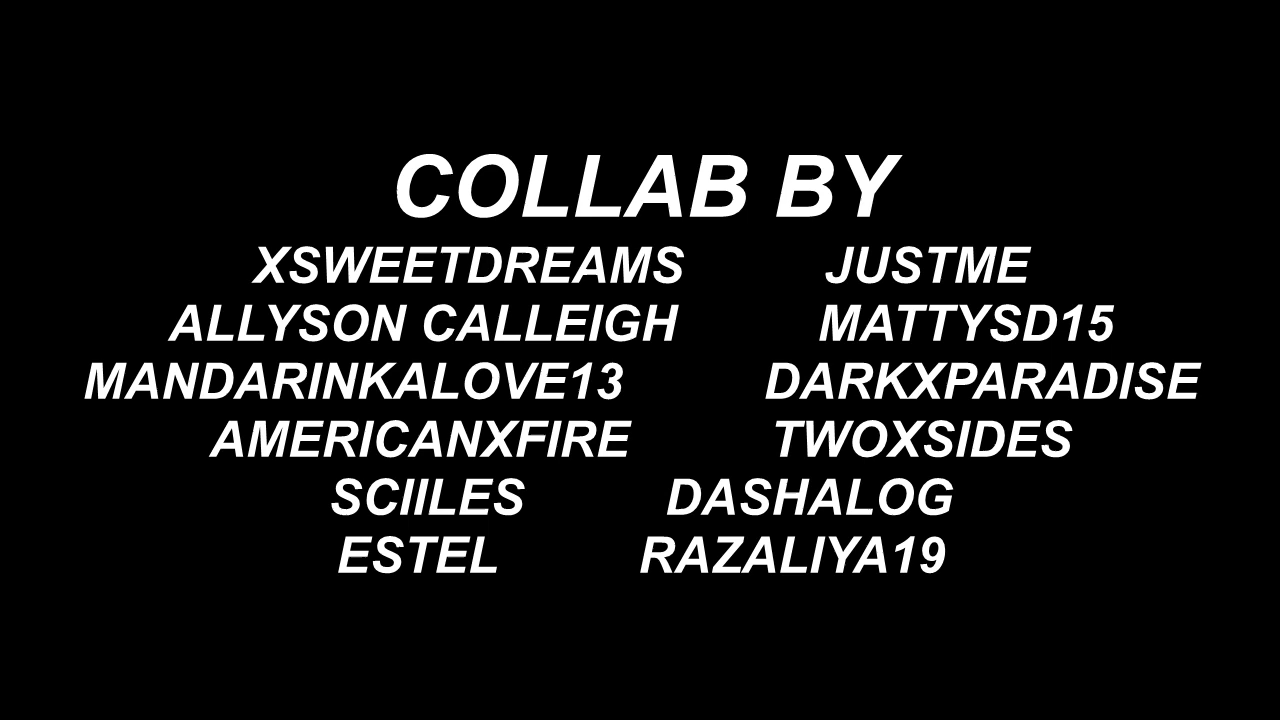 COLLAB BY
XSWEETDREAMS JUSTME
ALLYSON CALLEIGH MATTYSD15
MANDARINKALOVE13 DARKXPARADISE
AMERICANXFIRE TWOXSIDES
SCIILES DASHALOG
ESTEL RAZALIYA19